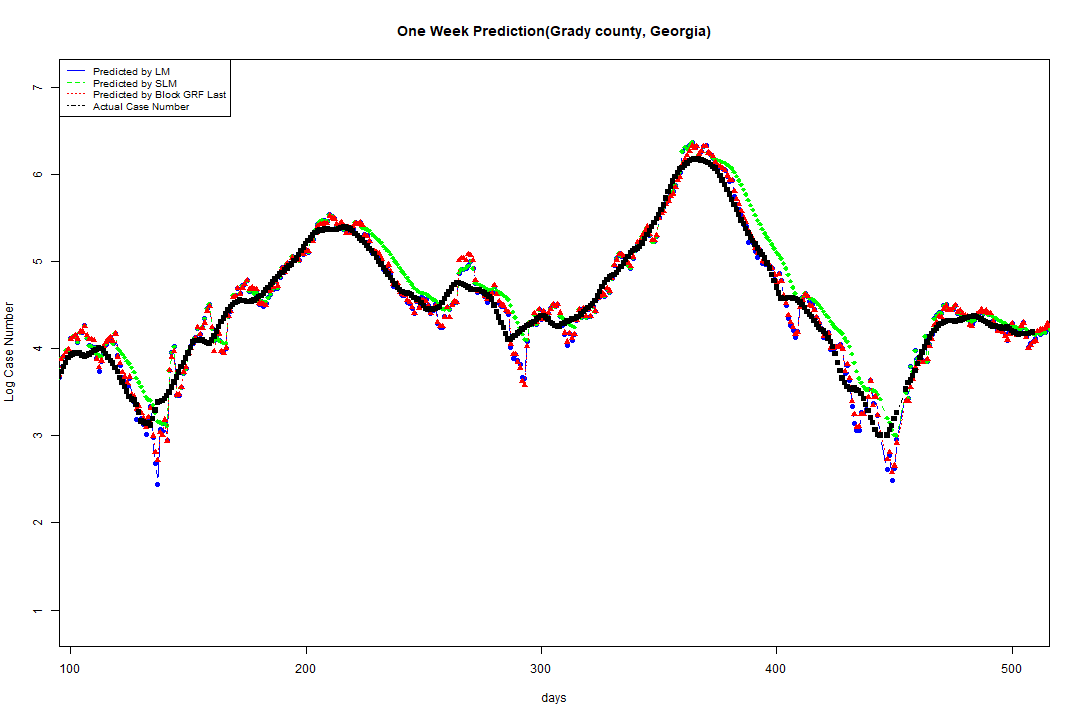 One Week Prediction(Grady county, Georgia)
Predicted by LM
Predicted by SLM
Predicted by Block GRF Last
Actual Case Number
Log Case Number
7
6
5
4
3
2
1
100 200 300 400 500
days